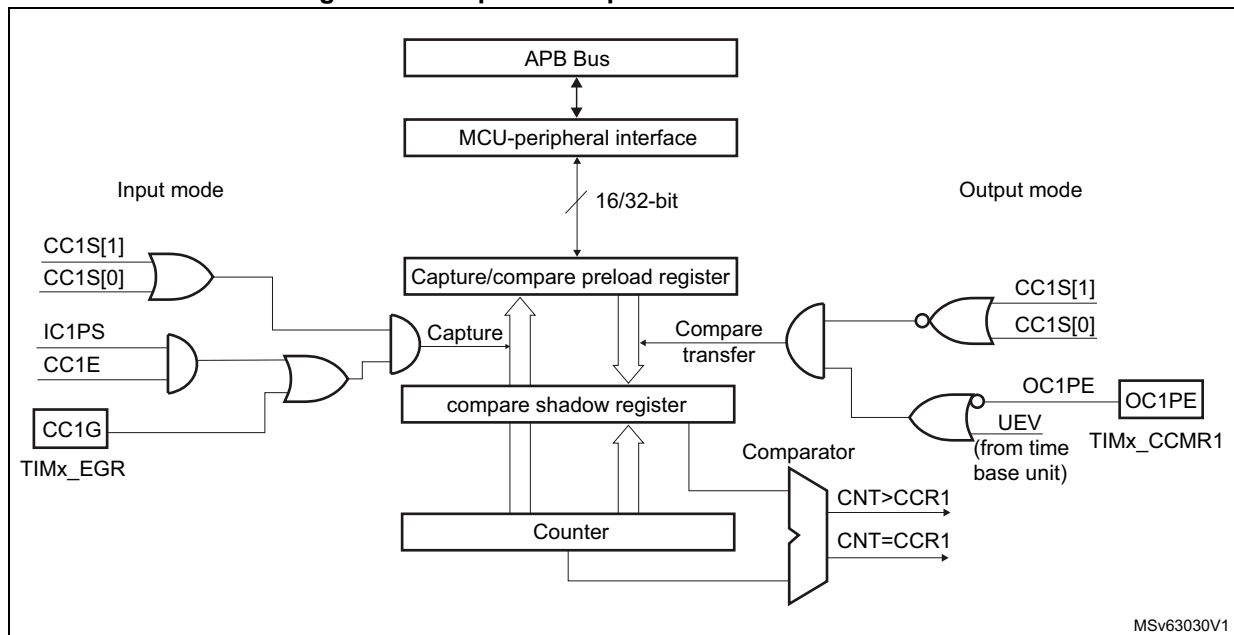 APB Bus
MCU-peripheral interface
Input mode
Output mode
16/32-bit
CC1S[1]
CC1S[0]
Capture/compare preload register
CC1S[1]
CC1S[0]
IC1PS
CC1E
Capture
Compare
transfer
compare shadow register
OC1PE
OC1PE
CC1G
TIMx_EGR
UEV
(from time
base unit)
TIMx_CCMR1
Comparator
CNT>CCR1
Counter
CNT=CCR1
MSv63030V1